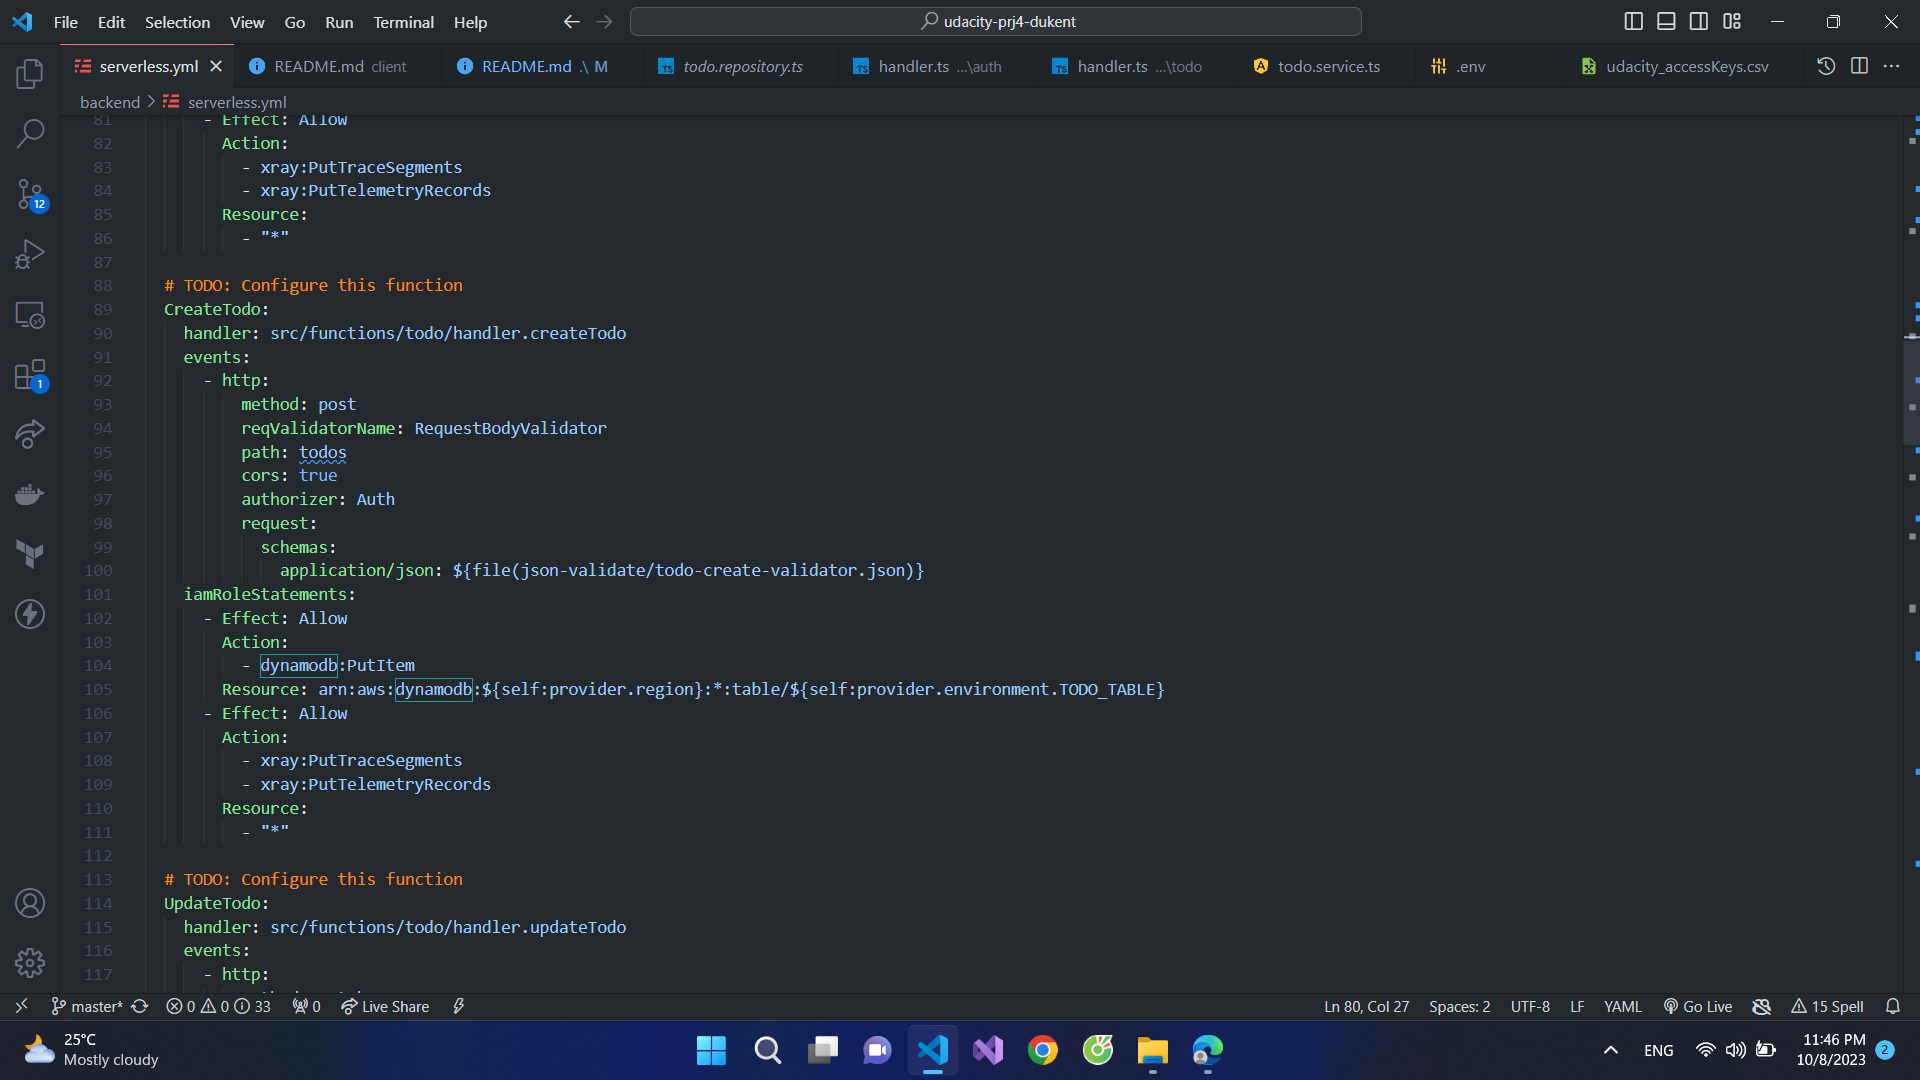 File Edit Selection View Go Run Terminal Help
udacity-prj4-dukent
serverless.yml
README.md client
README.md .\ M
todo.repository.ts
handler.ts ...\auth
handler.ts ...\todo
todo.service.ts
.env
udacity_accessKeys.csv
backend > serverless.yml
81 - Effect: Allow
82 Action:
83 - xray:PutTraceSegments
84 - xray:PutTelemetryRecords
85 Resource:
86 - "*"
87
88 # TODO: Configure this function
89 CreateTodo:
90 handler: src/functions/todo/handler.createTodo
91 events:
92 - http:
93 method: post
94 reqValidatorName: RequestBodyValidator
95 path: todos
96 cors: true
97 authorizer: Auth
98 request:
99 schemas:
100 application/json: ${file(json-validate/todo-create-validator.json)}
101 iamRoleStatements:
102 - Effect: Allow
103 Action:
104 - dynamodb:PutItem
105 Resource: arn:aws:dynamodb:${self:provider.region}:*:table/${self:provider.environment.TODO_TABLE}
106 - Effect: Allow
107 Action:
108 - xray:PutTraceSegments
109 - xray:PutTelemetryRecords
110 Resource:
111 - "*"
112
113 # TODO: Configure this function
114 UpdateTodo:
115 handler: src/functions/todo/handler.updateTodo
116 events:
117 - http:
12
1
master* 0 0 33 0 Live Share
Ln 80, Col 27 Spaces: 2 UTF-8 LF YAML Go Live 15 Spell
25°C
Mostly cloudy
ENG
11:46 PM
10/8/2023
2